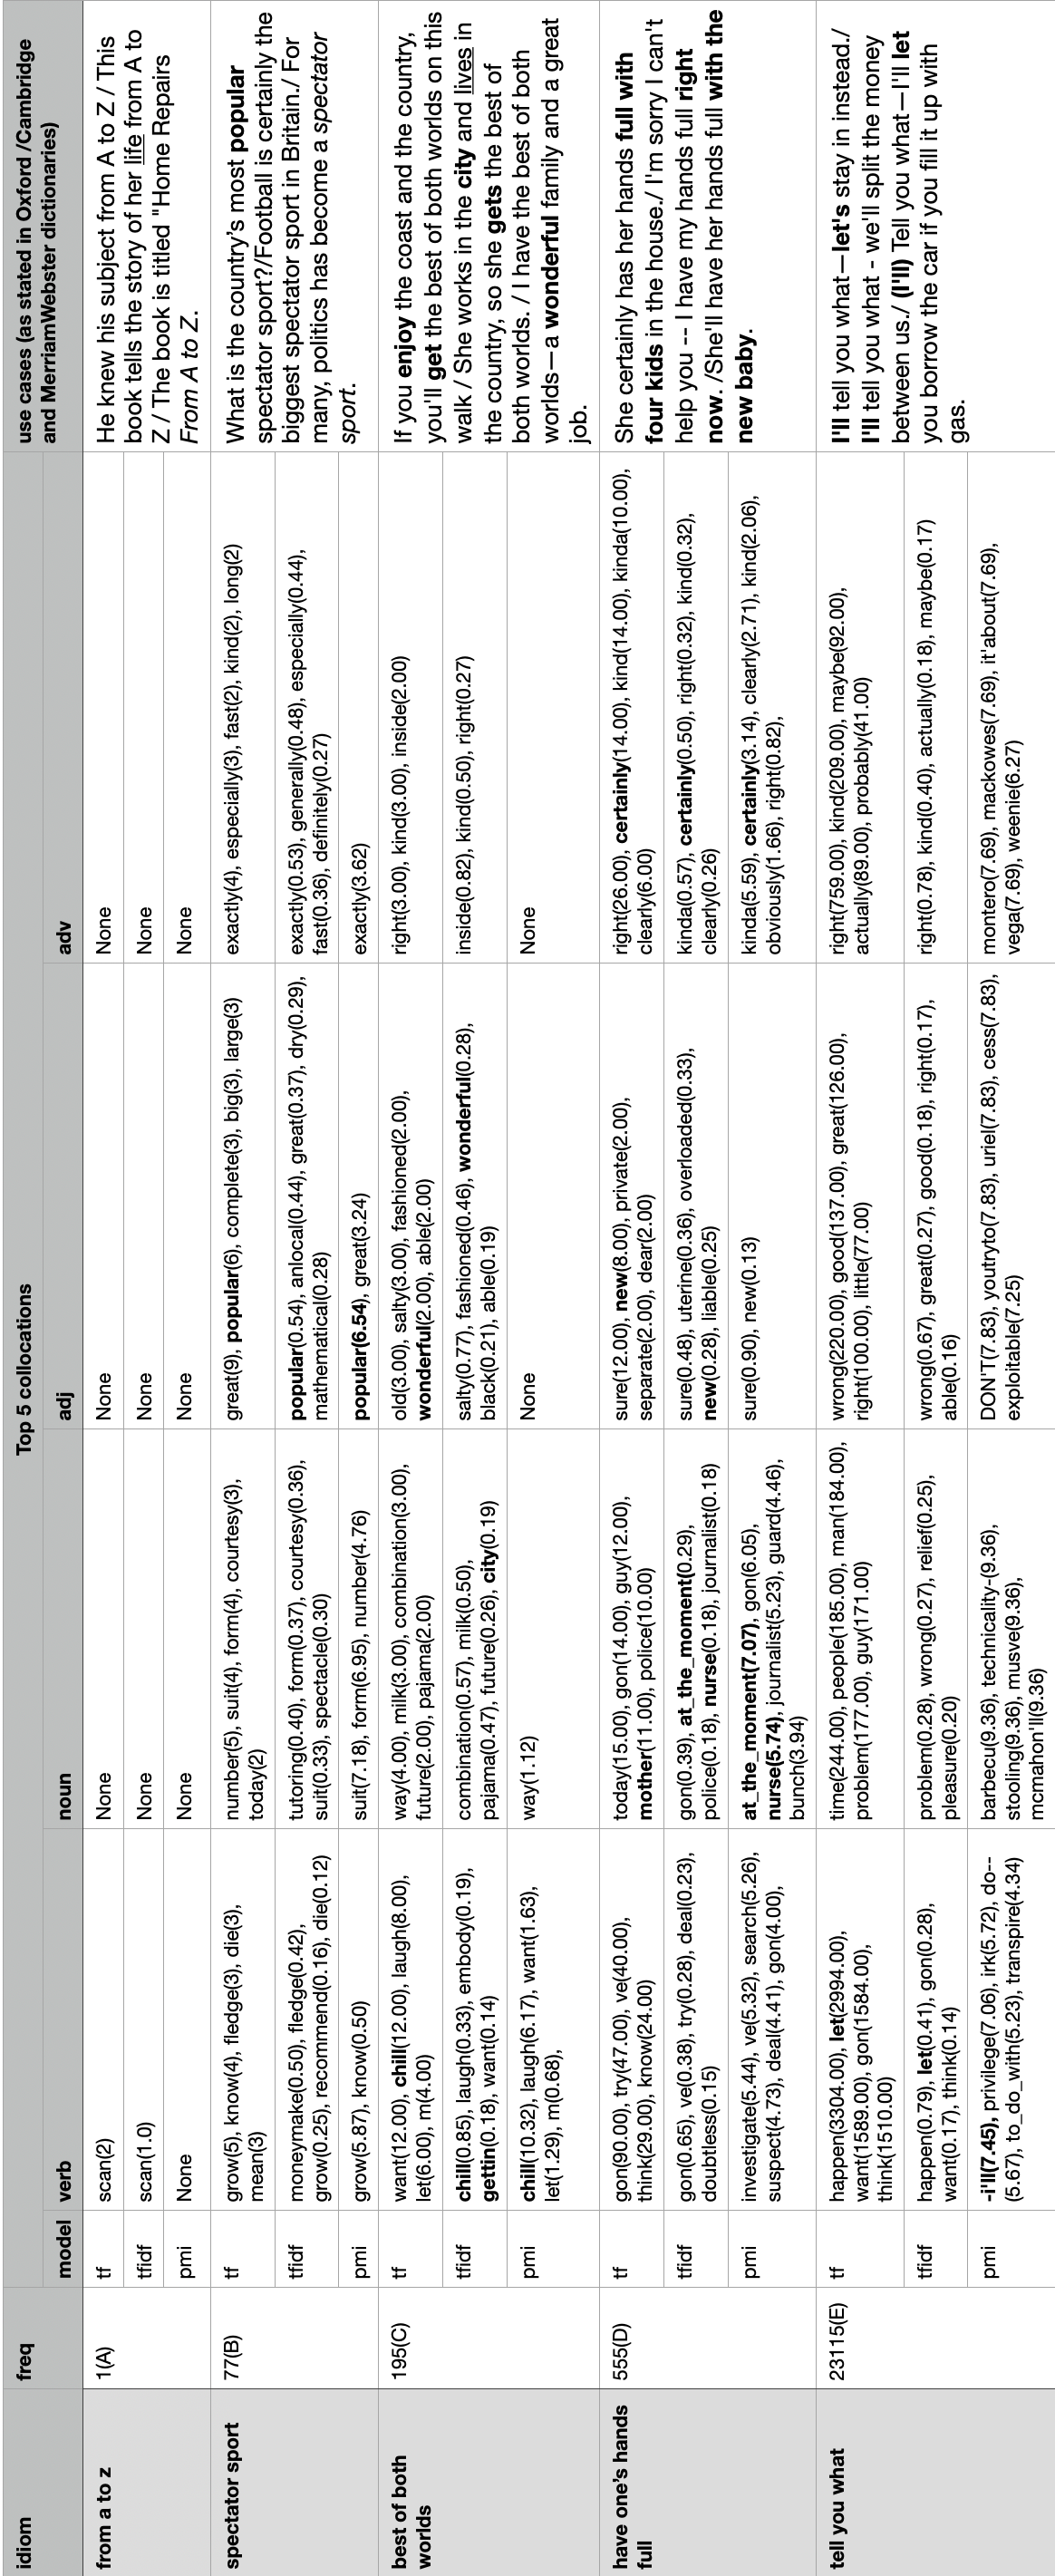 idiom
freq
Top 5 collocations
use cases (as stated in Oxford /Cambridge
and MerriamWebster dictionaries)
model
verb
noun
adj
adv
from a to z
1(A)
tf
scan(2)
None
None
None
He knew his subject from A to Z / This
book tells the story of her life from A to
Z / The book is titled "Home Repairs
From A to Z.
tfidf
scan(1.0)
None
None
None
pmi
None
None
None
None
spectator sport
77(B)
tf
grow(5), know(4), fledge(3), die(3),
mean(3)
number(5), suit(4), form(4), courtesy(3),
today(2)
great(9), popular(6), complete(3), big(3), large(3)
exactly(4), especially(3), fast(2), kind(2), long(2)
What is the country's most popular
spectator sport?/Football is certainly the
biggest spectator sport in Britain./ For
many, politics has become a spectator
sport.
tfidf
moneymake(0.50), fledge(0.42),
grow(0.25), recommend(0.16), die(0.12)
tutoring(0.40), form(0.37), courtesy(0.36),
suit(0.33), spectacle(0.30)
popular(0.54), anlocal(0.44), great(0.37), dry(0.29),
mathematical(0.28)
exactly(0.53), generally(0.48), especially(0.44),
fast(0.36), definitely(0.27)
pmi
grow(5.87), know(0.50)
suit(7.18), form(6.95), number(4.76)
popular(6.54), great(3.24)
exactly(3.62)
best of both
worlds
195(C)
tf
want(12.00), chill(12.00), laugh(8.00),
let(6.00), m(4.00)
way(4.00), milk(3.00), combination(3.00),
future(2.00), pajama(2.00)
old(3.00), salty(3.00), fashioned(2.00),
wonderful(2.00), able(2.00)
right(3.00), kind(3.00), inside(2.00)
If you enjoy the coast and the country,
you'll get the best of both worlds on this
walk / She works in the city and lives in
the country, so she gets the best of
both worlds. / I have the best of both
worlds—a wonderful family and a great
job.
tfidf
chill(0.85), laugh(0.33), embody(0.19),
gettin(0.18), want(0.14)
combination(0.57), milk(0.50),
pajama(0.47), future(0.26), city(0.19)
salty(0.77), fashioned(0.46), wonderful(0.28),
black(0.21), able(0.19)
inside(0.82), kind(0.50), right(0.27)
pmi
chill(10.32), laugh(6.17), want(1.63),
let(1.29), m(0.68),
way(1.12)
None
None
have one's hands
full
555(D)
tf
gon(90.00), try(47.00), ve(40.00),
think(29.00), know(24.00)
today(15.00), gon(14.00), guy(12.00),
mother(11.00), police(10.00)
sure(12.00), new(8.00), private(2.00),
separate(2.00), dear(2.00)
right(26.00), certainly(14.00), kind(14.00), kinda(10.00),
clearly(6.00)
She certainly has her hands full with
four kids in the house./ I'm sorry I can't
help you -- I have my hands full right
now. /She'll have her hands full with the
new baby.
tfidf
gon(0.65), ve(0.38), try(0.28), deal(0.23),
doubtless(0.15)
gon(0.39), at_the_moment(0.29),
police(0.18), nurse(0.18), journalist(0.18)
sure(0.48), uterine(0.36), overloaded(0.33),
new(0.28), liable(0.25)
kinda(0.57), certainly(0.50), right(0.32), kind(0.32),
clearly(0.26)
pmi
investigate(5.44), ve(5.32), search(5.26),
suspect(4.73), deal(4.41), gon(4.00),
at_the_moment(7.07), gon(6.05),
nurse(5.74), journalist(5.23), guard(4.46),
bunch(3.94)
sure(0.90), new(0.13)
kinda(5.59), certainly(3.14), clearly(2.71), kind(2.06),
obviously(1.66), right(0.82),
tell you what
23115(E)
tf
happen(3304.00), let(2994.00),
want(1589.00), gon(1584.00),
think(1510.00)
time(244.00), people(185.00), man(184.00),
problem(177.00), guy(171.00)
wrong(220.00), good(137.00), great(126.00),
right(100.00), little(77.00)
right(759.00), kind(209.00), maybe(92.00),
actually(89.00), probably(41.00)
I'll tell you what—let's stay in instead./
I'll tell you what - we'll split the money
between us./ (I'll) Tell you what—I'll let
you borrow the car if you fill it up with
gas.
tfidf
happen(0.79), let(0.41), gon(0.28),
want(0.17), think(0.14)
problem(0.28), wrong(0.27), relief(0.25),
pleasure(0.20)
wrong(0.67), great(0.27), good(0.18), right(0.17),
able(0.16)
right(0.78), kind(0.40), actually(0.18), maybe(0.17)
pmi
-i'll(7.45), privilege(7.06), irk(5.72), do--
(5.67), to_do_with(5.23), transpire(4.34)
barbecu(9.36), technicality-(9.36),
stooling(9.36), musve(9.36),
mcmahon'll(9.36)
DON'T(7.83), youtryto(7.83), uriel(7.83), cess(7.83),
exploitable(7.25)
montero(7.69), mackowes(7.69), it'about(7.69),
vega(7.69), weenie(6.27)